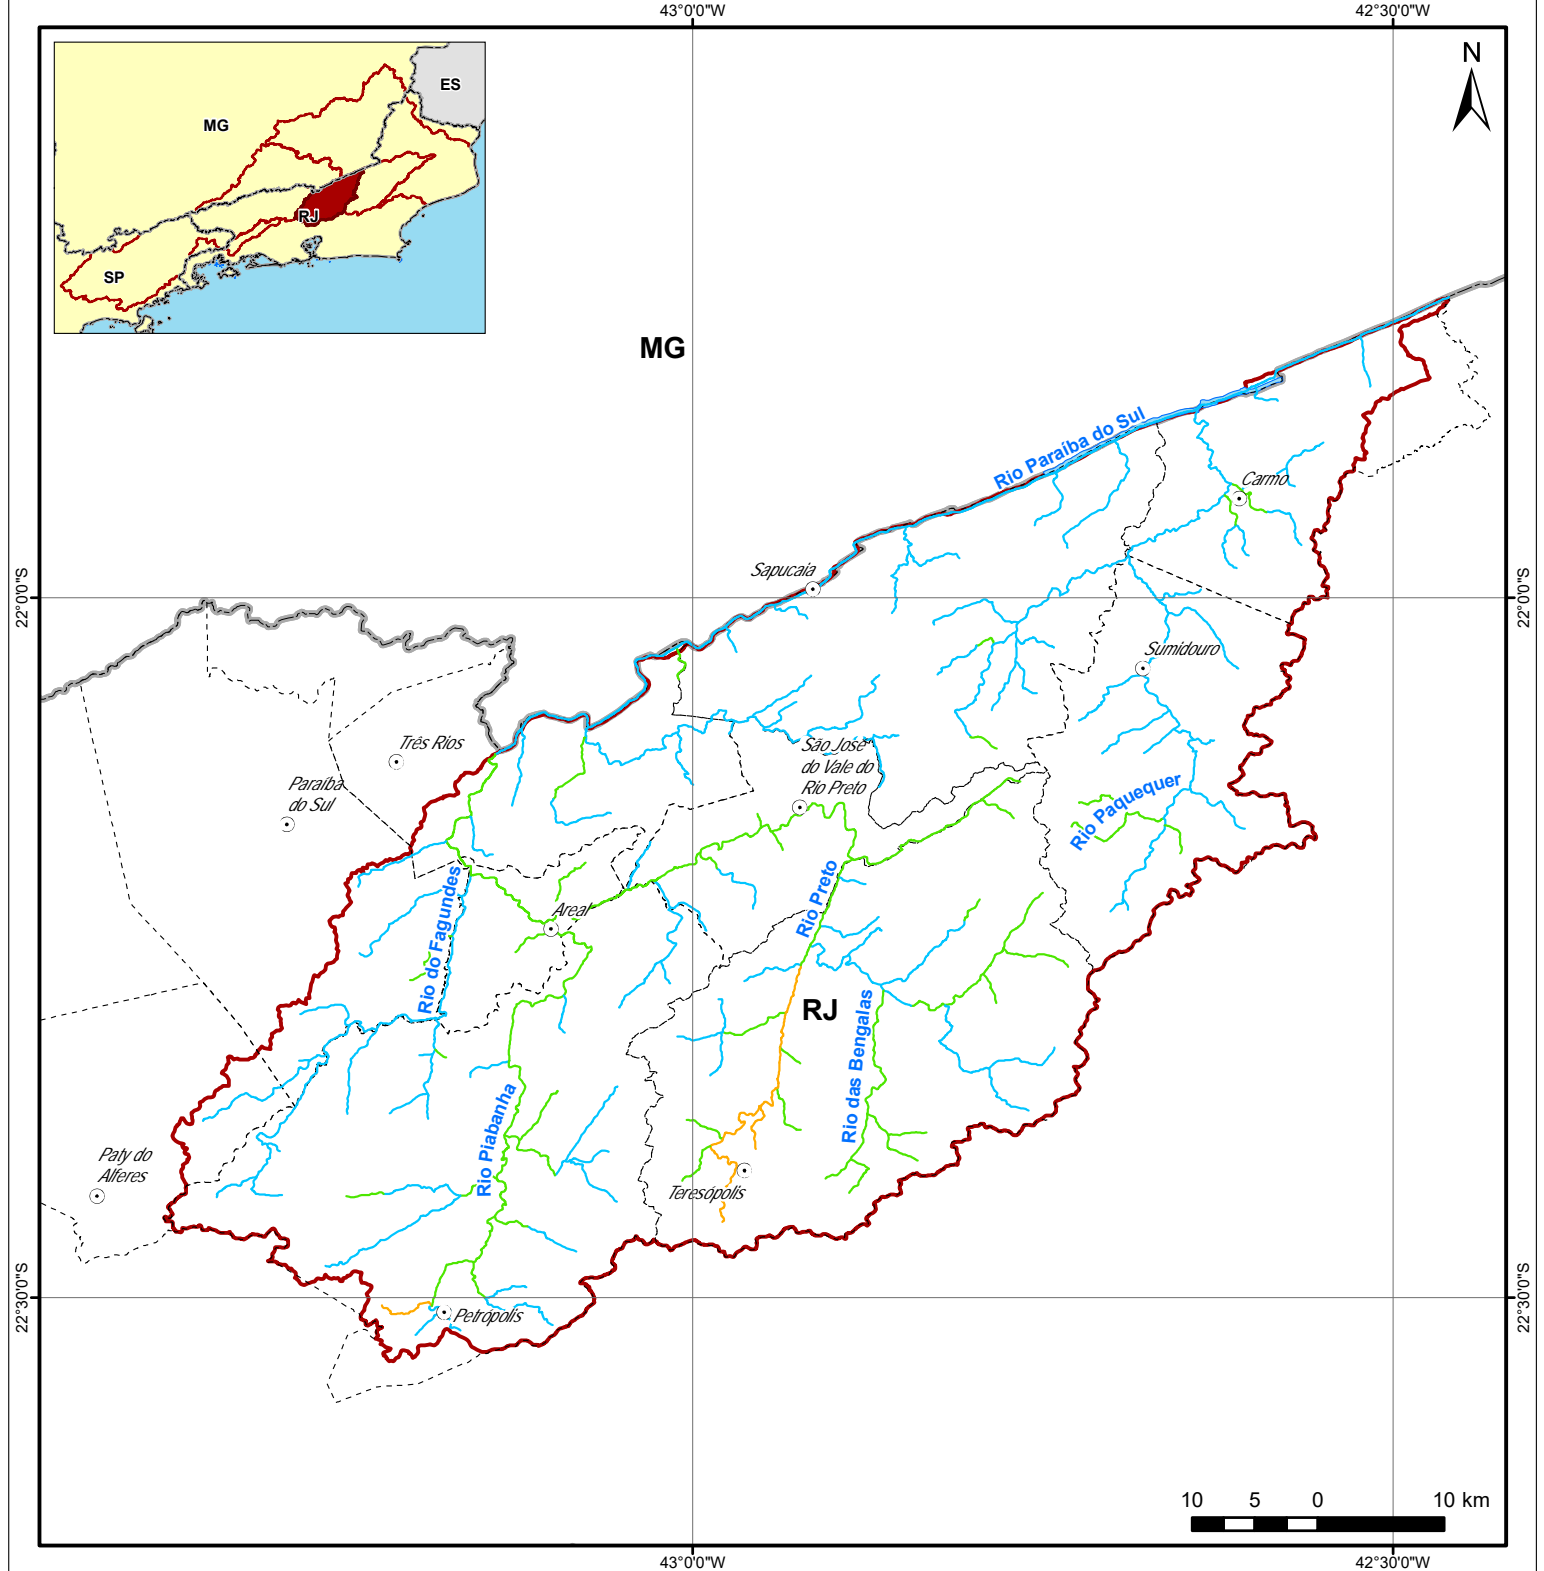 43°0'0"W
42°30'0"W
N
ES
MG
RJ
SP
MG
Rio Paraíba do Sul
Carmo
Sapucaia
22°0'0"S
22°0'0"S
Sumidouro
Três Rios
São José
do Vale do
Rio Preto
Paraíba
do Sul
Rio Paquequer
Rio do Fagundes
Areal
Rio Preto
RJ
Rio das Bengalas
Rio Piabanha
Paty do
Alferes
Teresópolis
22°30'0"S
22°30'0"S
Petrópolis
10 5 0 10 km
43°0'0"W
42°30'0"W